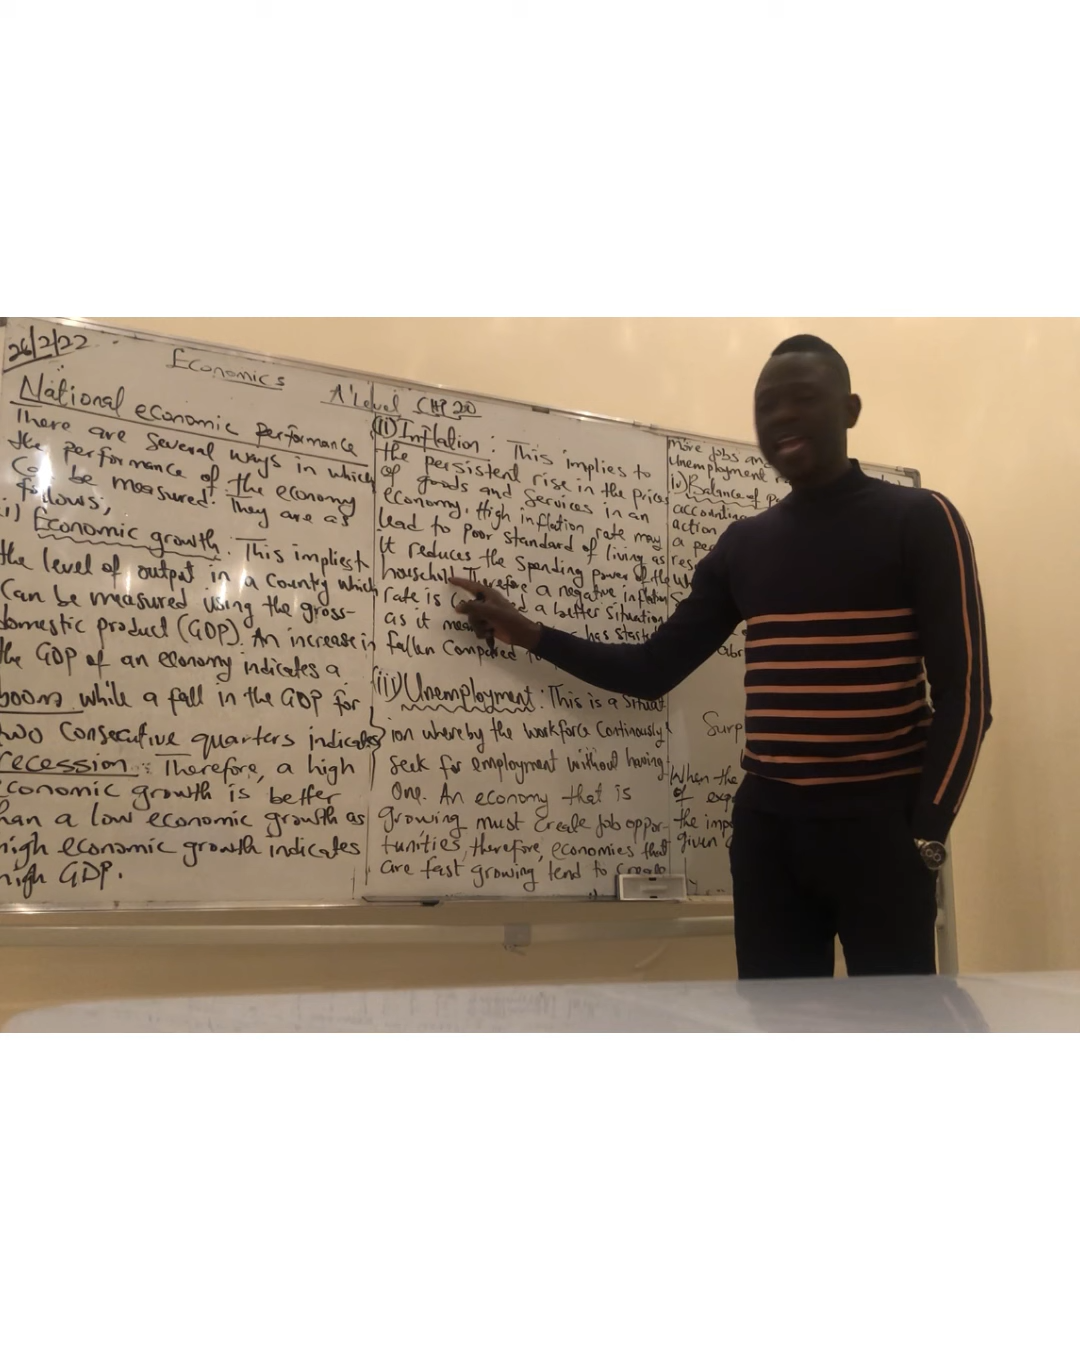 26/2/22
Economics
A'Level CHP 20
National economic performance
There are several ways in which
the performance of the economy
can be measured. They are as
follows;
i) Economic growth: This implies
the level of output in a country which
can be measured using the gross-
domestic product (GDP). An increase in
the GDP of an economy indicates a
boom while a fall in the GDP for
two consecutive quarters indicates
recession. Therefore, a high
economic growth is better
than a low economic growth as
high economic growth indicates
high GDP.
(ii) Inflation: This implies to
the persistent rise in the prices
of goods and services in an
economy. High inflation rate may
lead to poor standard of living as
it reduces the spending power of the
household. Therefore a negative inflation
rate is a better situation
as it has started
fallen compared
(iii) Unemployment: This is a situat
ion whereby the workforce continously
seek for employment without having
one. An economy that is
growing must create job oppor-
tunities, therefore, economies that
are fast growing tend to create
more jobs and
unemployment
iv) Balance of
accounting
action
a
Surp
When the
of expo
the impo
given